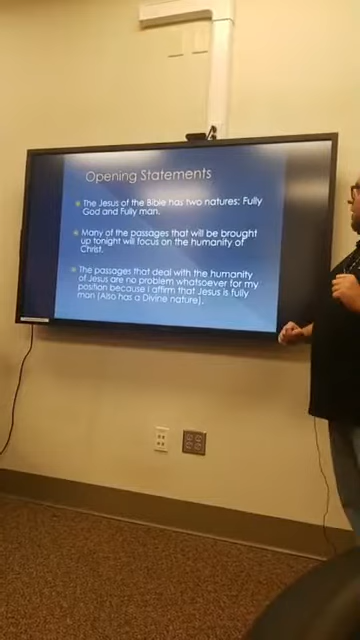 Opening Statements
The Jesus of the Bible has two natures: Fully
God and Fully man.
Many of the passages that will be brought
up tonight will focus on the humanity of
Christ.
The passages that deal with the humanity
of Jesus are no problem whatsoever for my
position because I affirm that Jesus is fully
man (Also has a Divine nature).